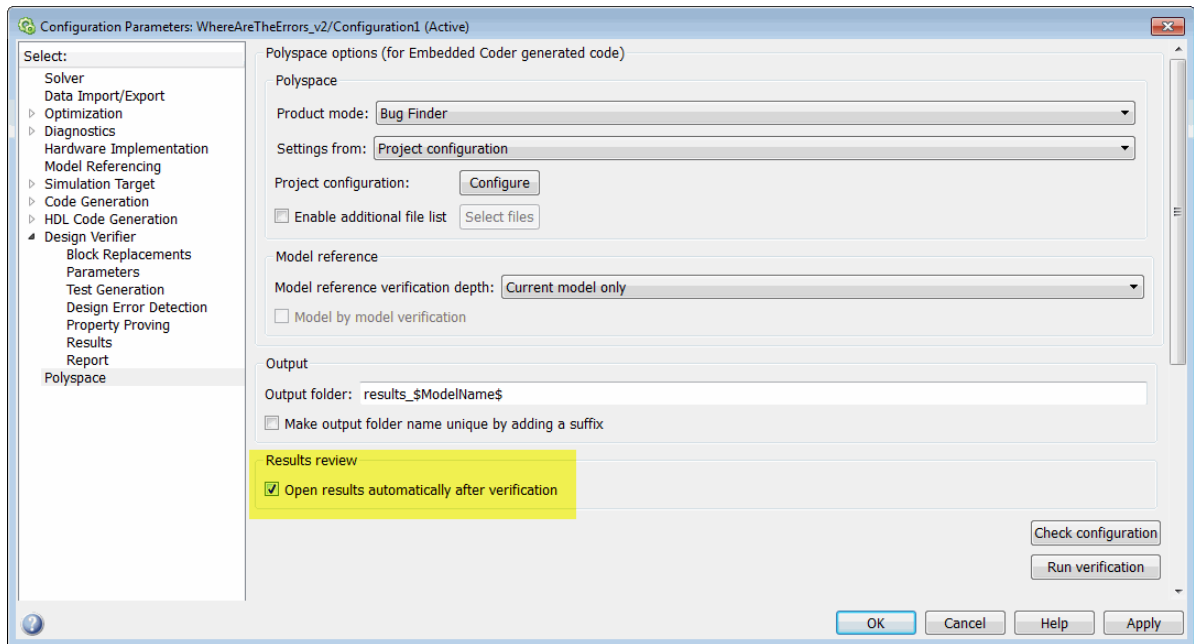 Configuration Parameters: WhereAreTheErrors_v2/Configuration1 (Active)
Select:
Solver
Data Import/Export
Optimization
Diagnostics
Hardware Implementation
Model Referencing
Simulation Target
Code Generation
HDL Code Generation
Design Verifier
Block Replacements
Parameters
Test Generation
Design Error Detection
Property Proving
Results
Report
Polyspace
Polyspace options (for Embedded Coder generated code)
Polyspace
Product mode: Bug Finder
Settings from: Project configuration
Project configuration: Configure
Enable additional file list Select files
Model reference
Model reference verification depth: Current model only
Model by model verification
Output
Output folder: results_$ModelName$
Make output folder name unique by adding a suffix
Results review
Open results automatically after verification
Check configuration
Run verification
OK Cancel Help Apply